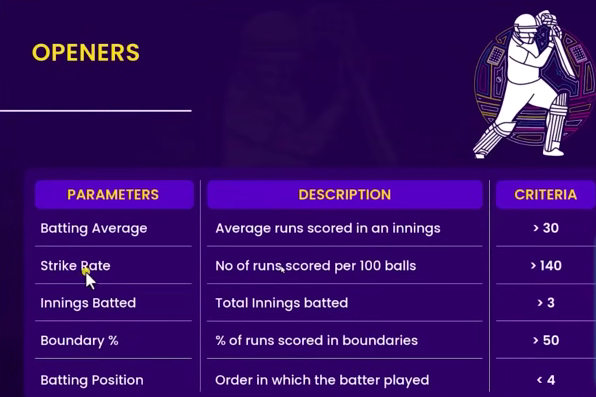 OPENERS
PARAMETERS DESCRIPTION CRITERIA
Batting Average Average runs scored in an innings > 30
Strike Rate No of runs scored per 100 balls > 140
Innings Batted Total Innings batted > 3
Boundary % % of runs scored in boundaries > 50
Batting Position Order in which the batter played < 4